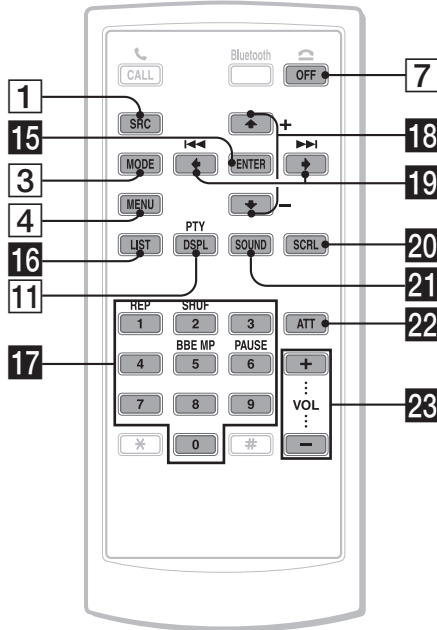 Bluetooth
CALL
OFF
7
1
SRC
+
15
18
MODE
ENTER
19
3
MENU
–
4
PTY
LIST
DSPL
SOUND
SCRL
20
16
21
11
REP
SHUF
1
2
3
ATT
22
BBE MP
PAUSE
17
4
5
6
+
7
8
9
VOL
23
*
0
#
–